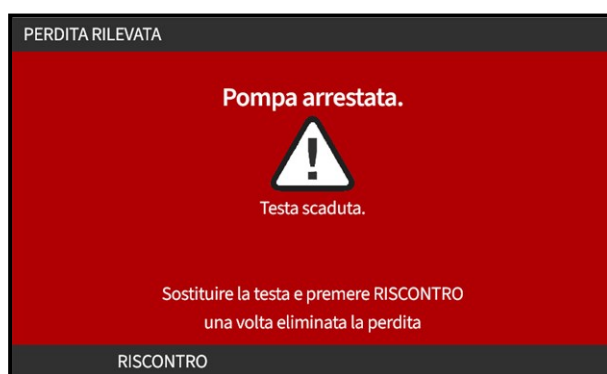 PERDITA RILEVATA
Pompa arrestata.
!
Testa scaduta.
Sostituire la testa e premere RISCONTRO
una volta eliminata la perdita
RISCONTRO